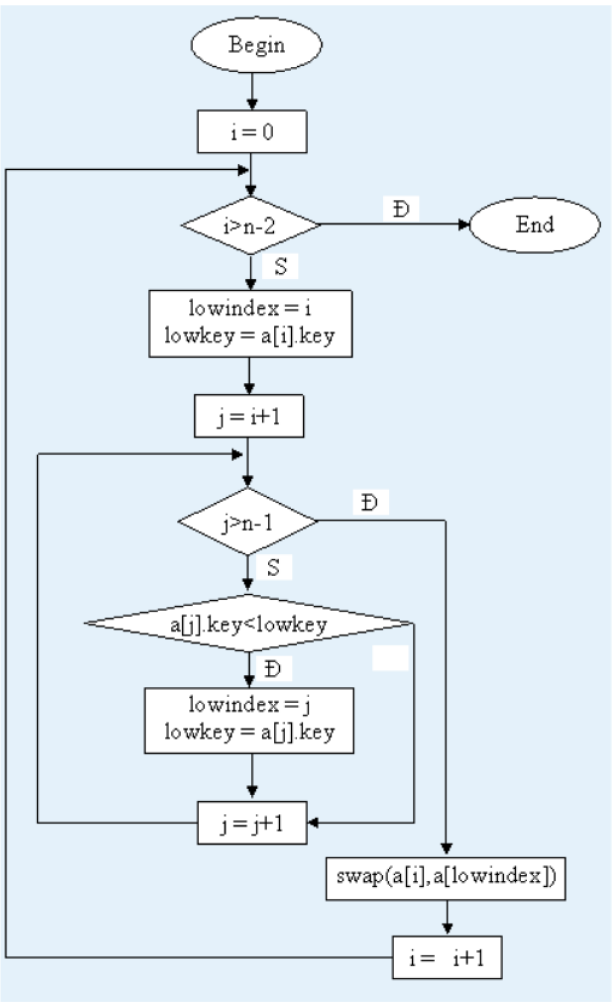 Begin
i = 0
i>n-2
Đ
End
S
lowindex = i
lowkey = a[i].key
j = i+1
j>n-1
Đ
S
a[j].key<lowkey
Đ
lowindex = j
lowkey = a[j].key
j = j+1
swap(a[i],a[lowindex])
i = i+1